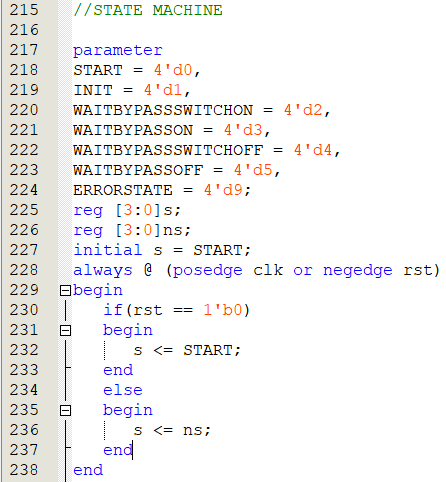 215 //STATE MACHINE
216
217 parameter
218 START = 4'd0,
219 INIT = 4'd1,
220 WAITBYPASSSWITCHON = 4'd2,
221 WAITBYPASSON = 4'd3,
222 WAITBYPASSSWITCHOFF = 4'd4,
223 WAITBYPASSOFF = 4'd5,
224 ERRORSTATE = 4'd9;
225 reg [3:0]s;
226 reg [3:0]ns;
227 initial s = START;
228 always @ (posedge clk or negedge rst)
229 begin
230    if(rst == 1'b0)
231    begin
232       s <= START;
233    end
234    else
235    begin
236       s <= ns;
237    end
238 end